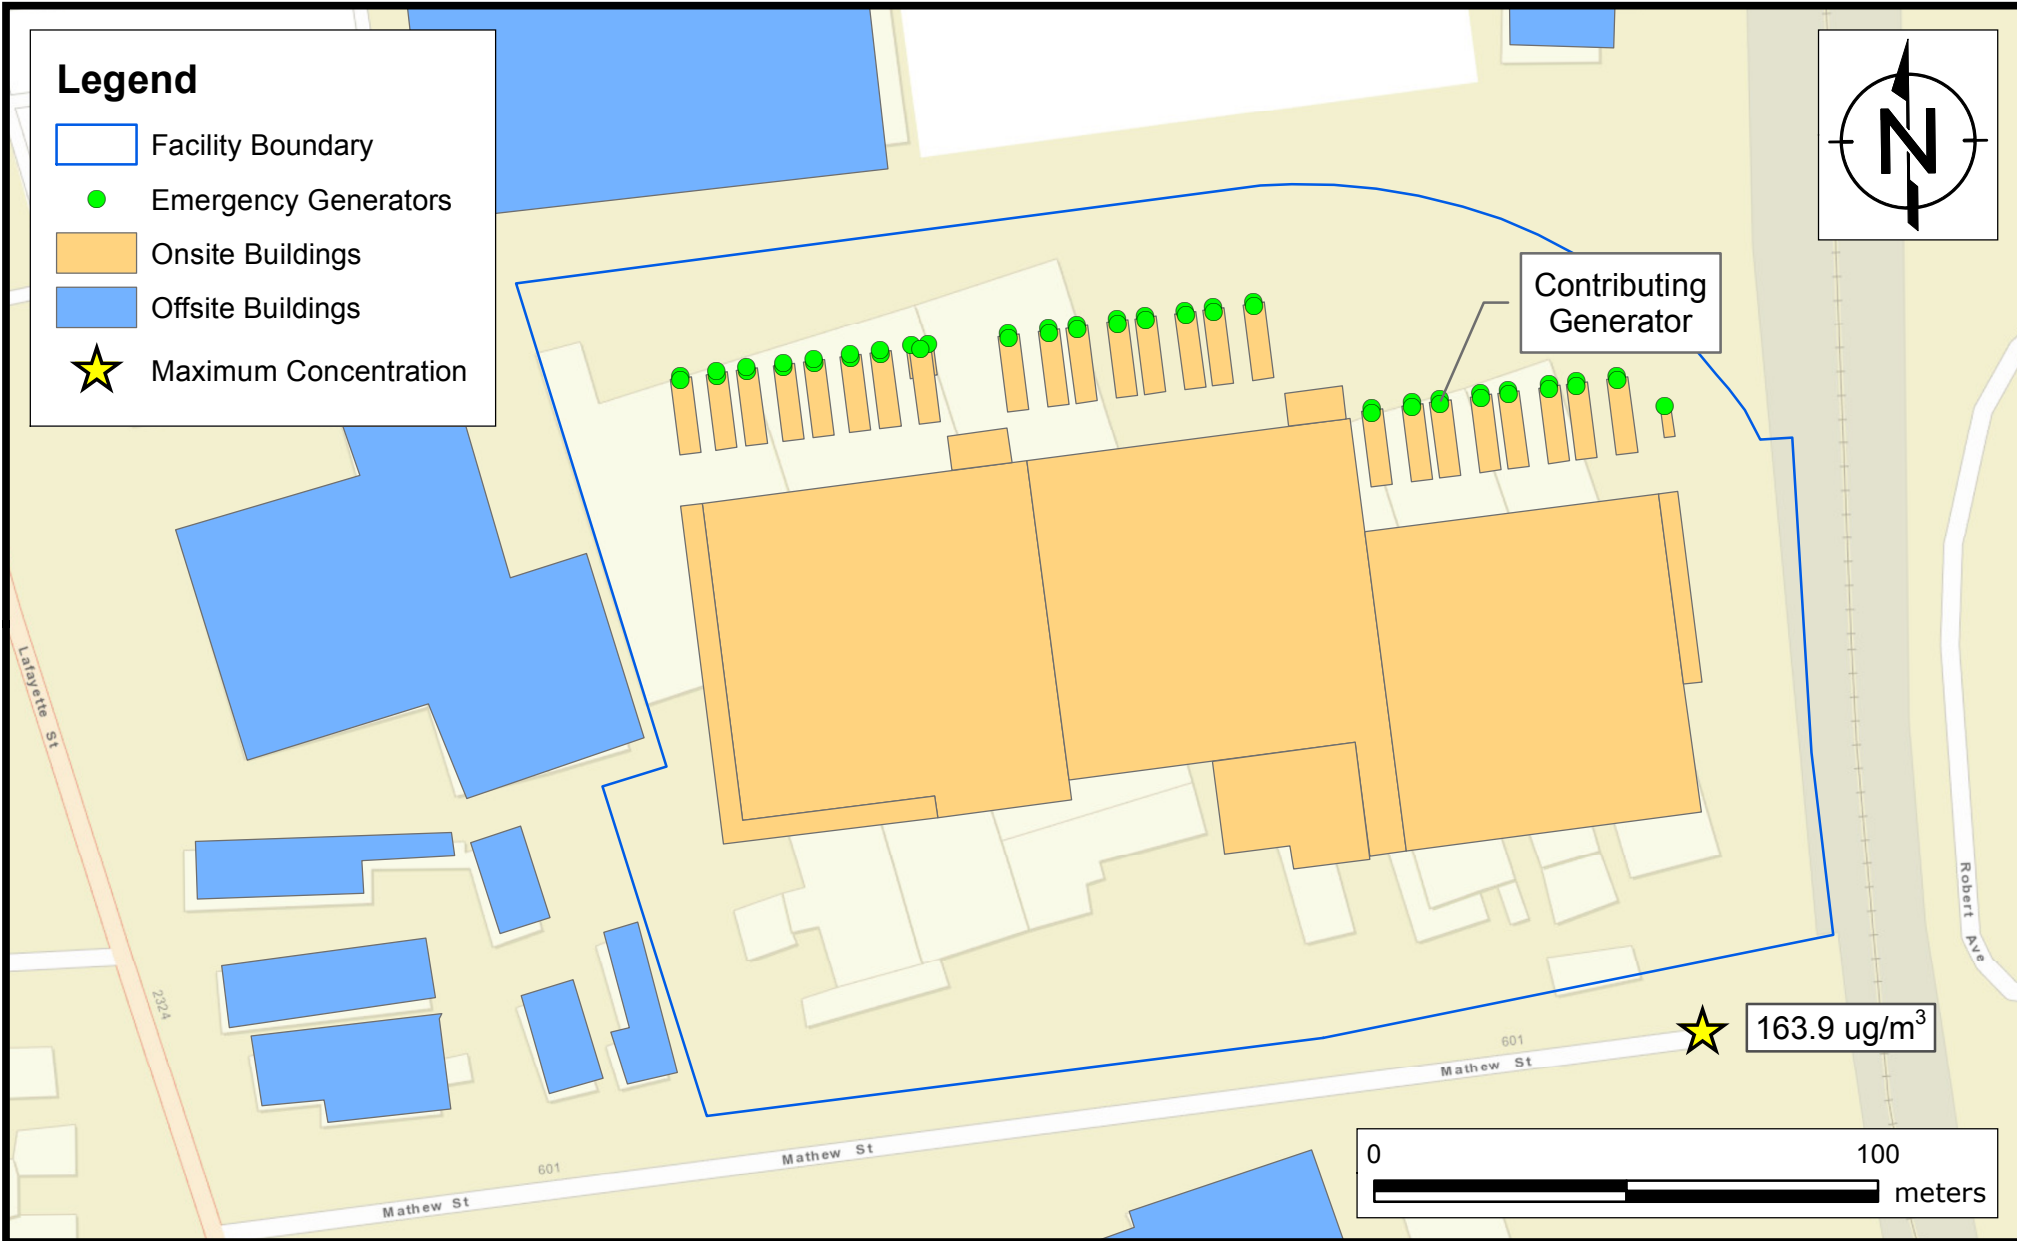 Legend
Facility Boundary
Emergency Generators
Onsite Buildings
Offsite Buildings
Maximum Concentration
N
Contributing
Generator
Lafayette St
2324
Robert Ave
163.9 ug/m³
601
Mathew St
Mathew St
601
Mathew St
0 100
meters